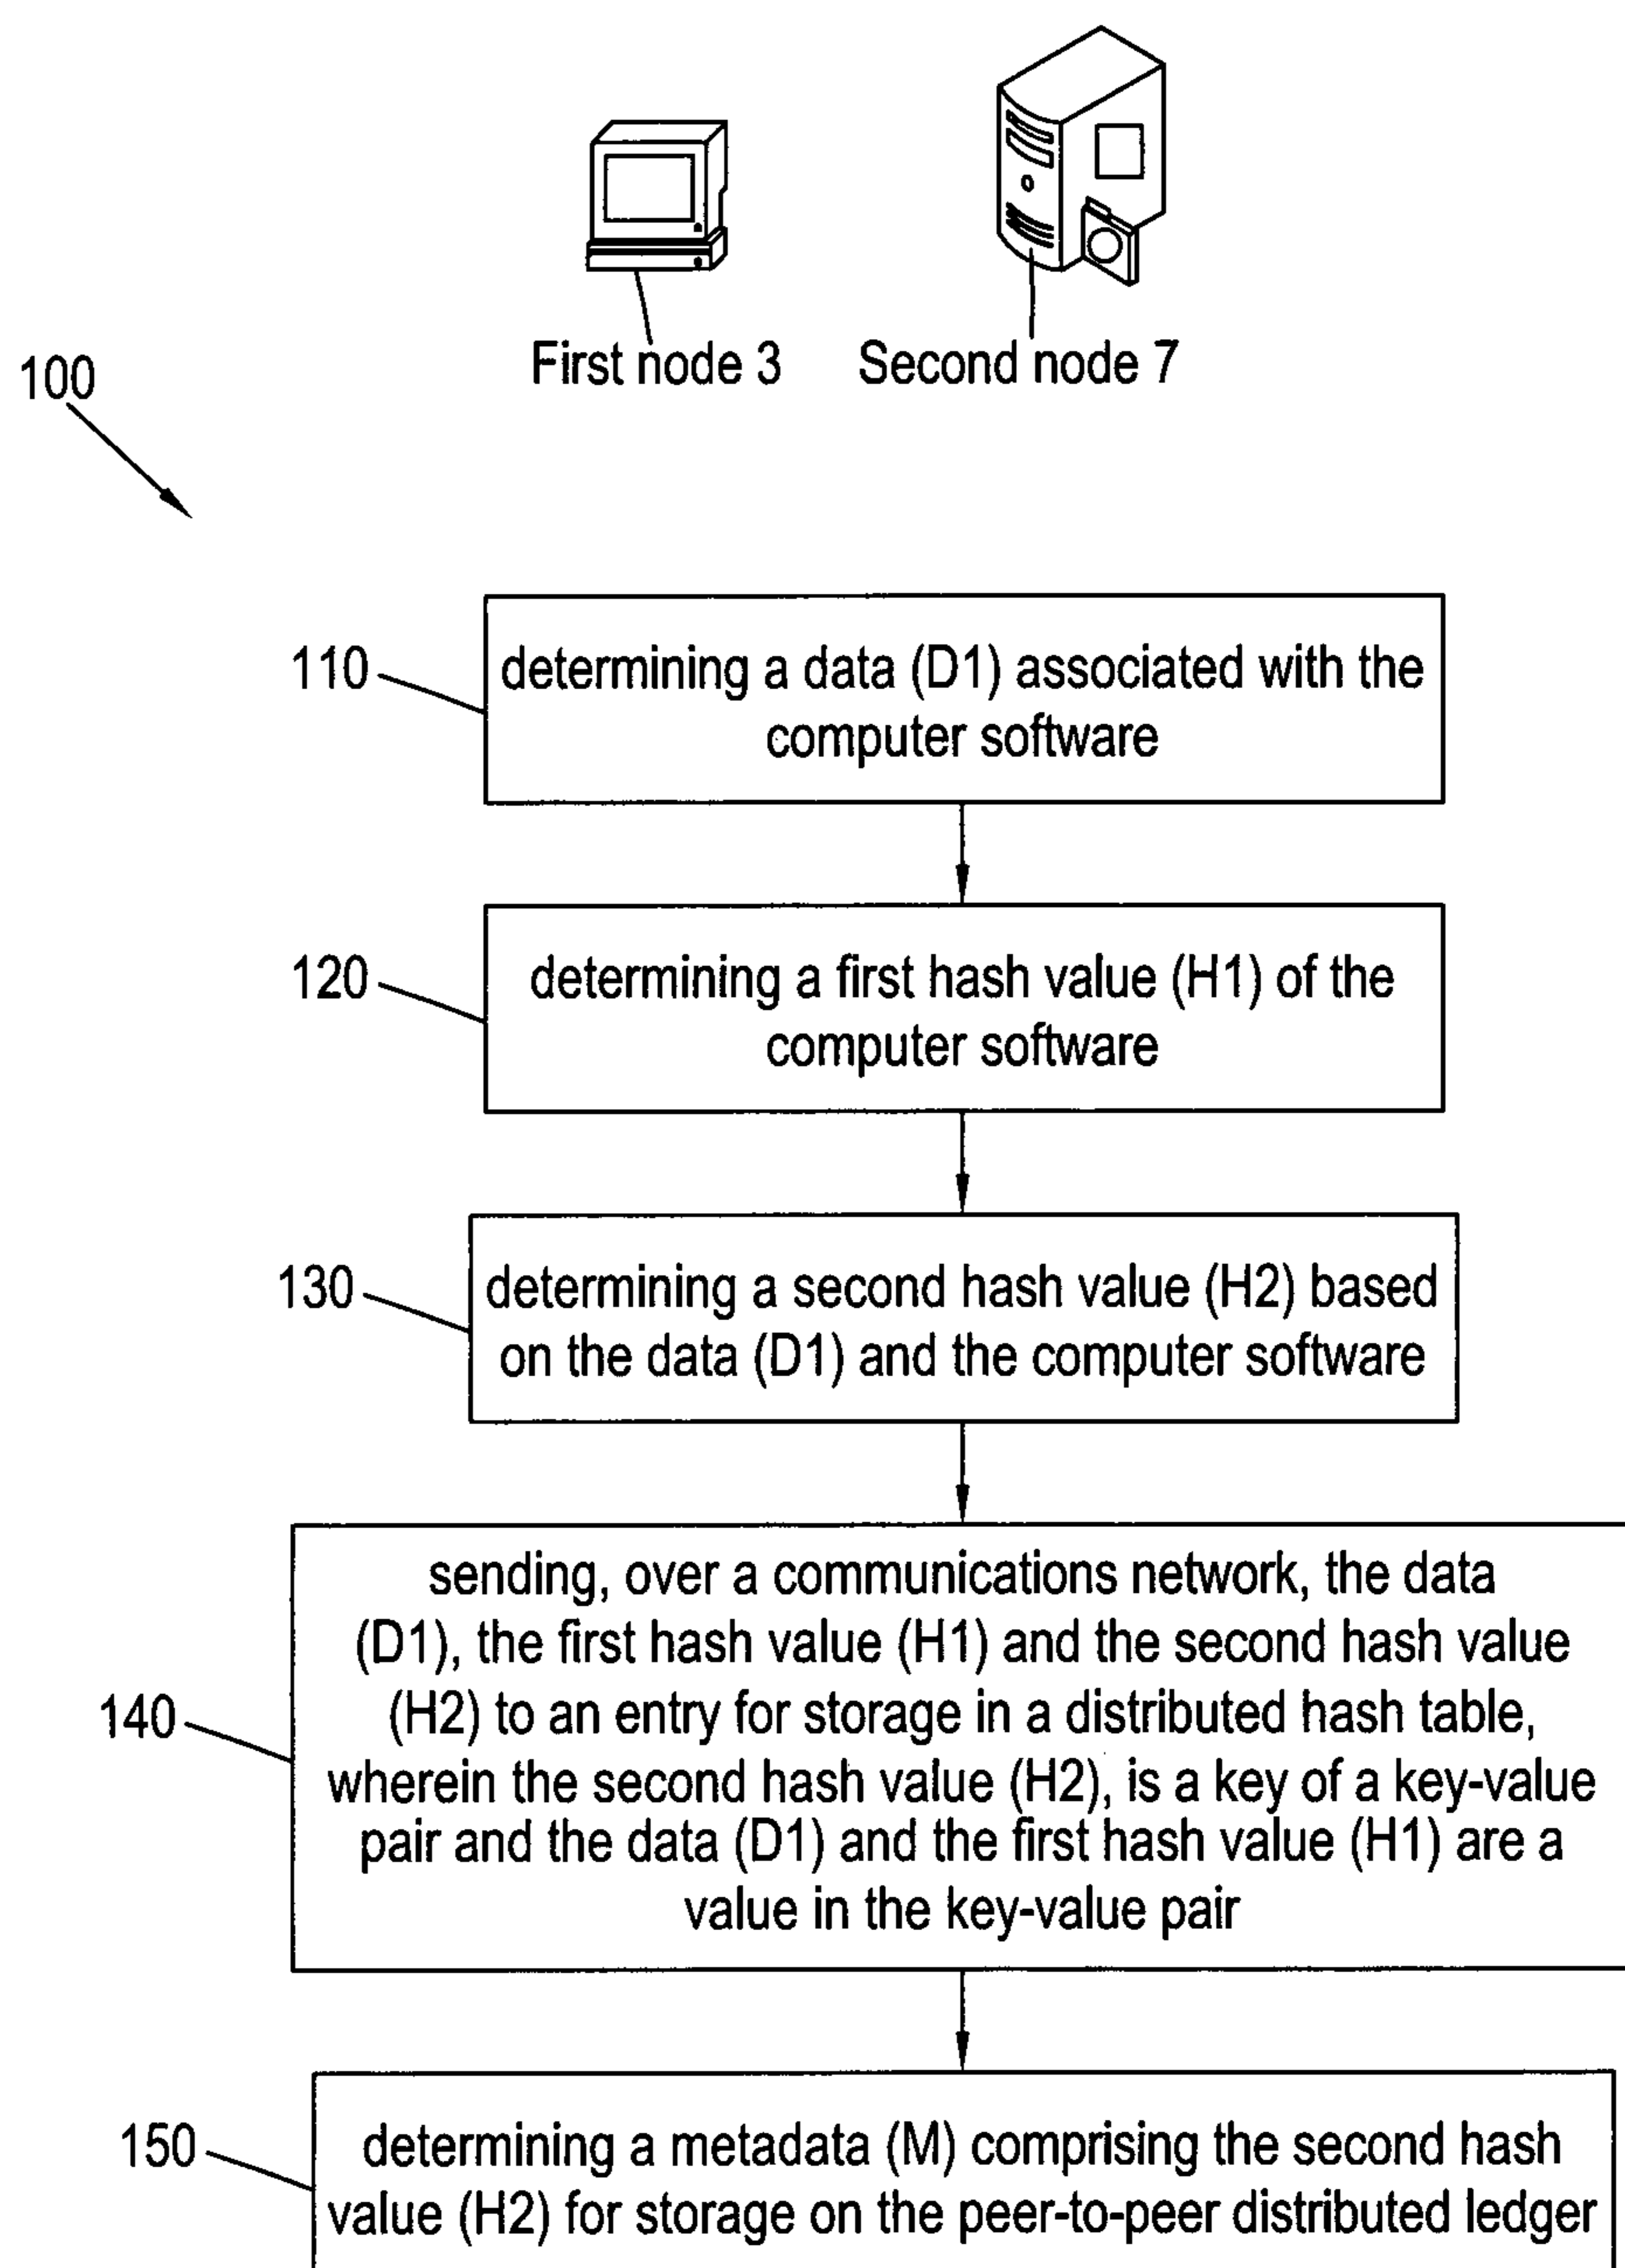 First node 3
Second node 7
100
110
determining a data (D1) associated with the
computer software
120
determining a first hash value (H1) of the
computer software
130
determining a second hash value (H2) based
on the data (D1) and the computer software
140
sending, over a communications network, the data
(D1), the first hash value (H1) and the second hash value
(H2) to an entry for storage in a distributed hash table,
wherein the second hash value (H2), is a key of a key-value
pair and the data (D1) and the first hash value (H1) are a
value in the key-value pair
150
determining a metadata (M) comprising the second hash
value (H2) for storage on the peer-to-peer distributed ledger